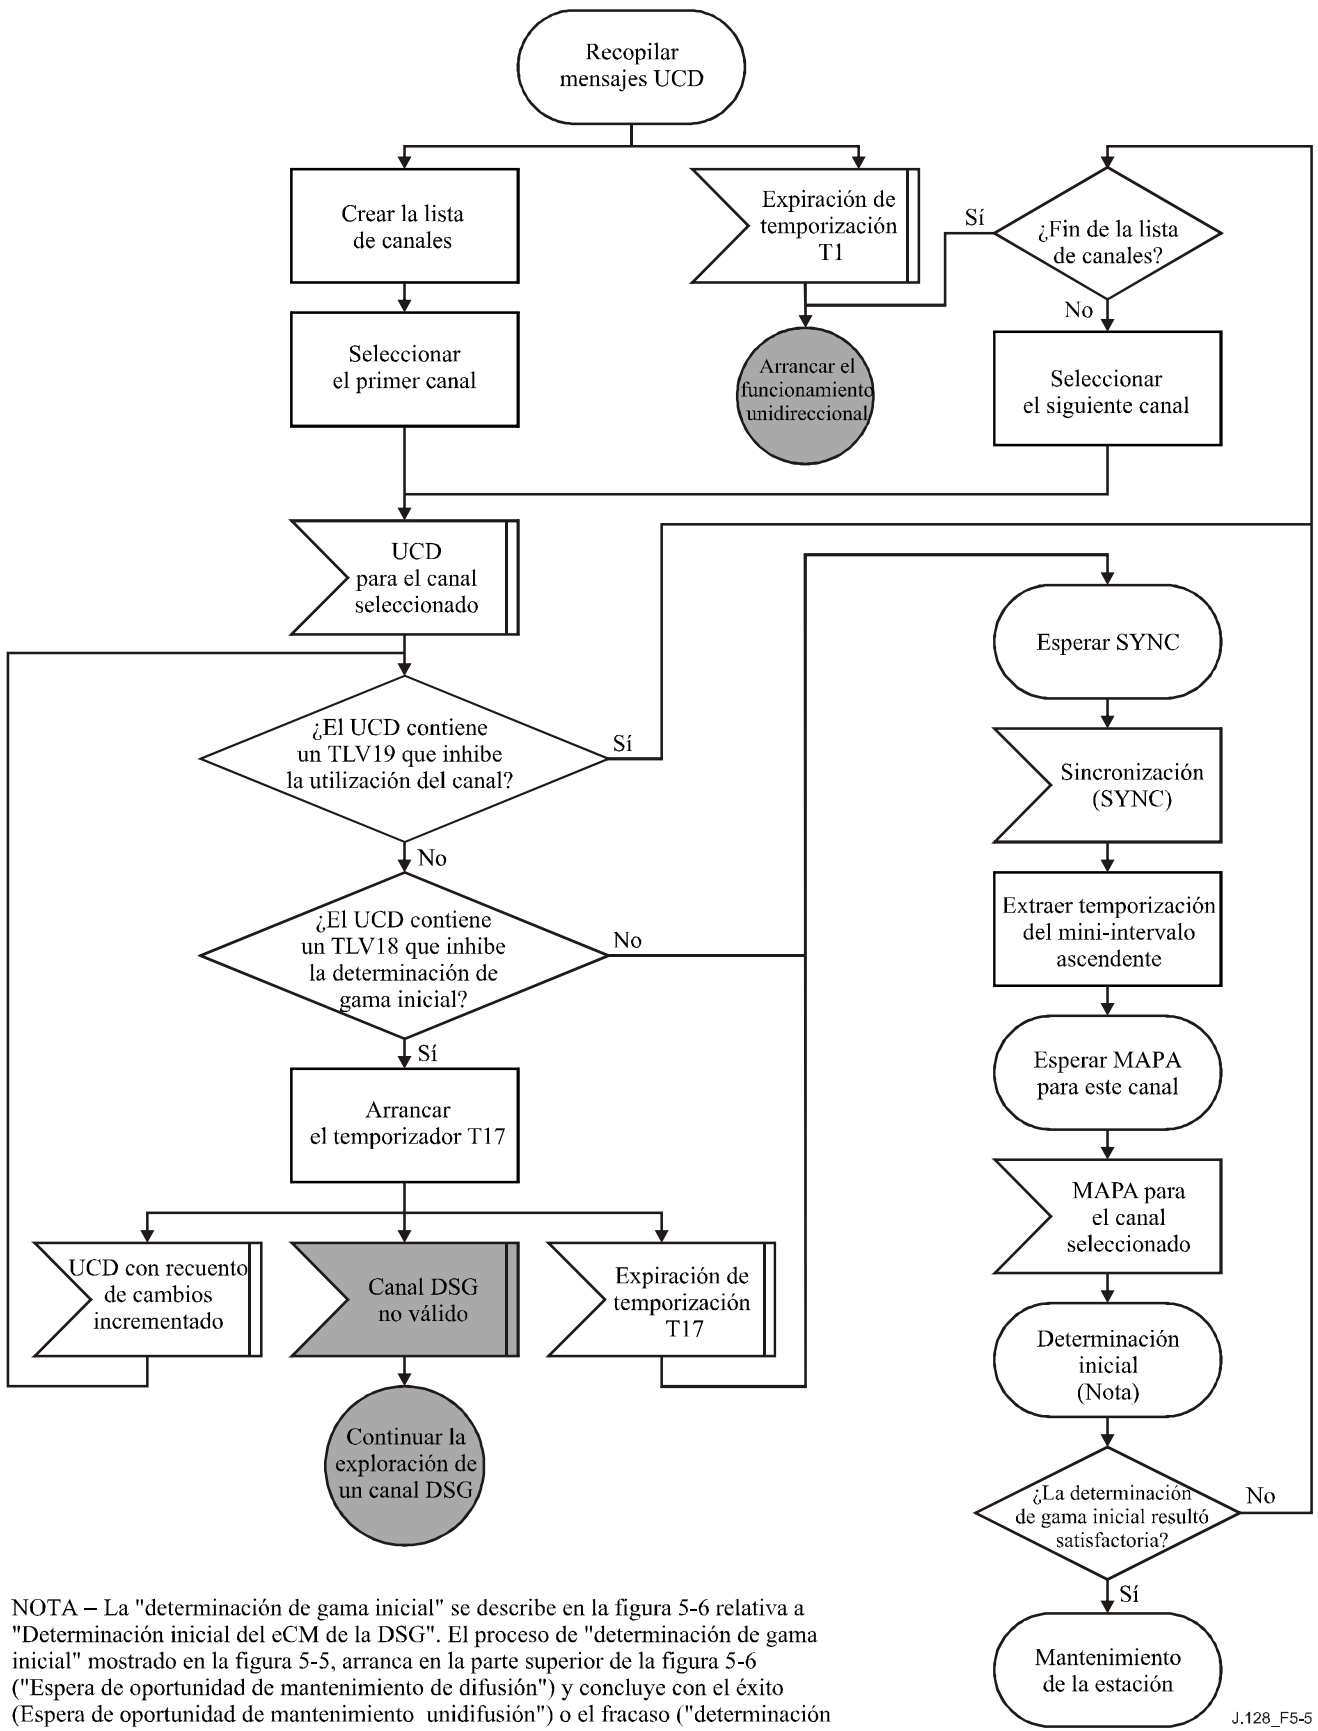 Recopilar
mensajes UCD
Crear la lista
de canales
Expiración de
temporización
T1
Sí
¿Fin de la lista
de canales?
No
Seleccionar
el primer canal
Arrancar el
funcionamiento
unidireccional
Seleccionar
el siguiente canal
UCD
para el canal
seleccionado
Esperar SYNC
¿El UCD contiene
un TLV19 que inhibe
la utilización del canal?
Sí
Sincronización
(SYNC)
No
¿El UCD contiene
un TLV18 que inhibe
la determinación de
gama inicial?
No
Extraer temporización
del mini-intervalo
ascendente
Sí
Esperar MAPA
para este canal
Arrancar
el temporizador T17
MAPA para
el canal
seleccionado
UCD con recuento
de cambios
incrementado
Canal DSG
no válido
Expiración de
temporización
T17
Determinación
inicial
(Nota)
Continuar la
exploración de
un canal DSG
¿La determinación
de gama inicial resultó
satisfactoria?
No
Sí
Mantenimiento
de la estación
NOTA – La "determinación de gama inicial" se describe en la figura 5-6 relativa a
"Determinación inicial del eCM de la DSG". El proceso de "determinación de gama
inicial" mostrado en la figura 5-5, arranca en la parte superior de la figura 5-6
("Espera de oportunidad de mantenimiento de difusión") y concluye con el éxito
(Espera de oportunidad de mantenimiento unidifusión") o el fracaso ("determinación
J.128_F5-5